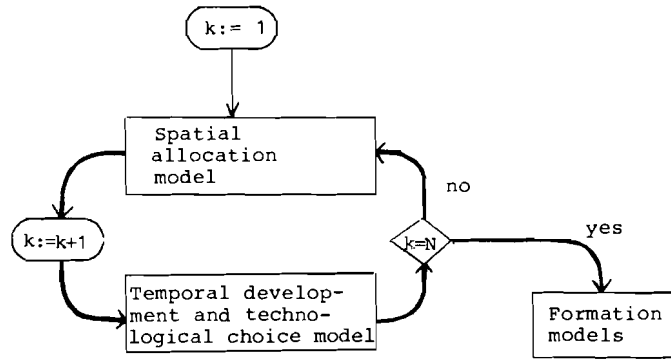 k:= 1
Spatial
allocation
model
no
k:=k+1
k=N
yes
Temporal develop-
ment and techno-
logical choice model
Formation
models